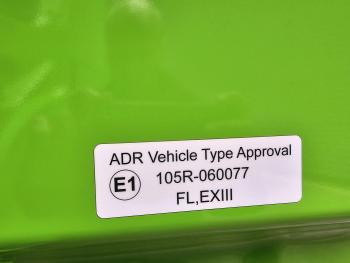 ADR Vehicle Type Approval
E1 105R-060077
FL,EXIII